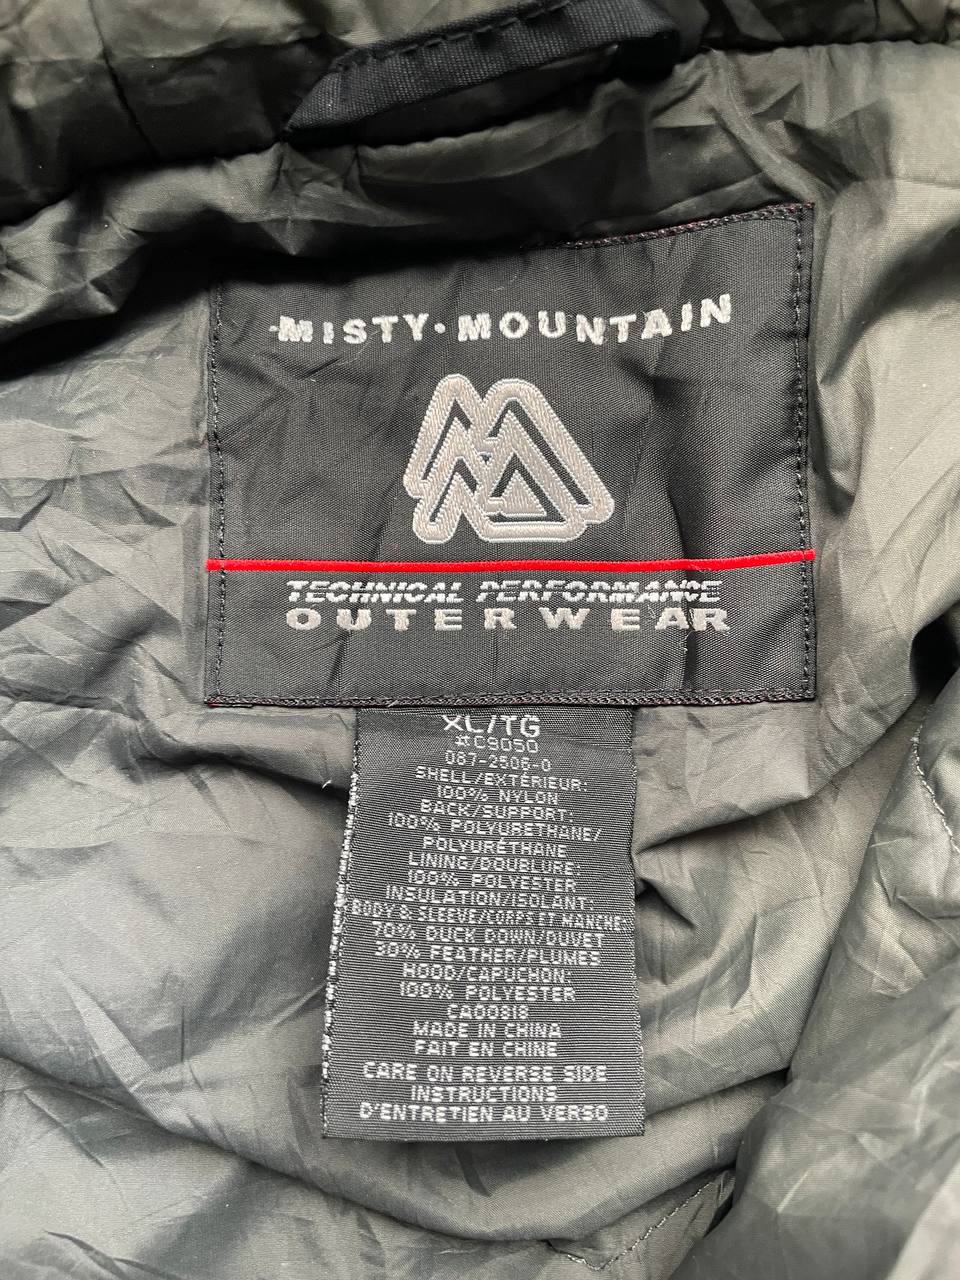 MISTY·MOUNTAIN
TECHNICAL PERFORMANCE
OUTERWEAR
XL/TG
#C9050
087-2506-0
SHELL/EXTÉRIEUR:
100% NYLON
BACK/SUPPORT:
100% POLYURETHANE/
POLYURÉTHANE
LINING/DOUBLURE:
100% POLYESTER
INSULATION/ISOLANT:
BODY & SLEEVE/CORPS ET MANCHE:
70% DUCK DOWN/DUVET
30% FEATHER/PLUMES
HOOD/CAPUCHON:
100% POLYESTER
CA00818
MADE IN CHINA
FAIT EN CHINE
CARE ON REVERSE SIDE
INSTRUCTIONS
D'ENTRETIEN AU VERSO